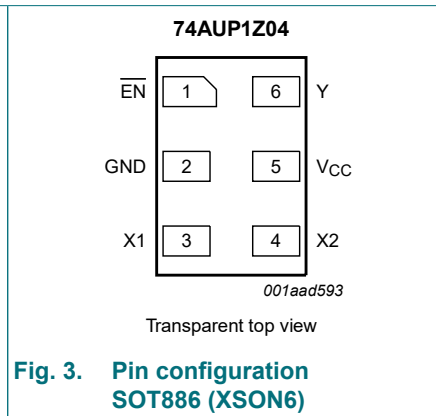 74AUP1Z04
EN 1 6 Y
GND 2 5 VCC
X1 3 4 X2
001aad593
Transparent top view
Fig. 3. Pin configuration
SOT886 (XSON6)